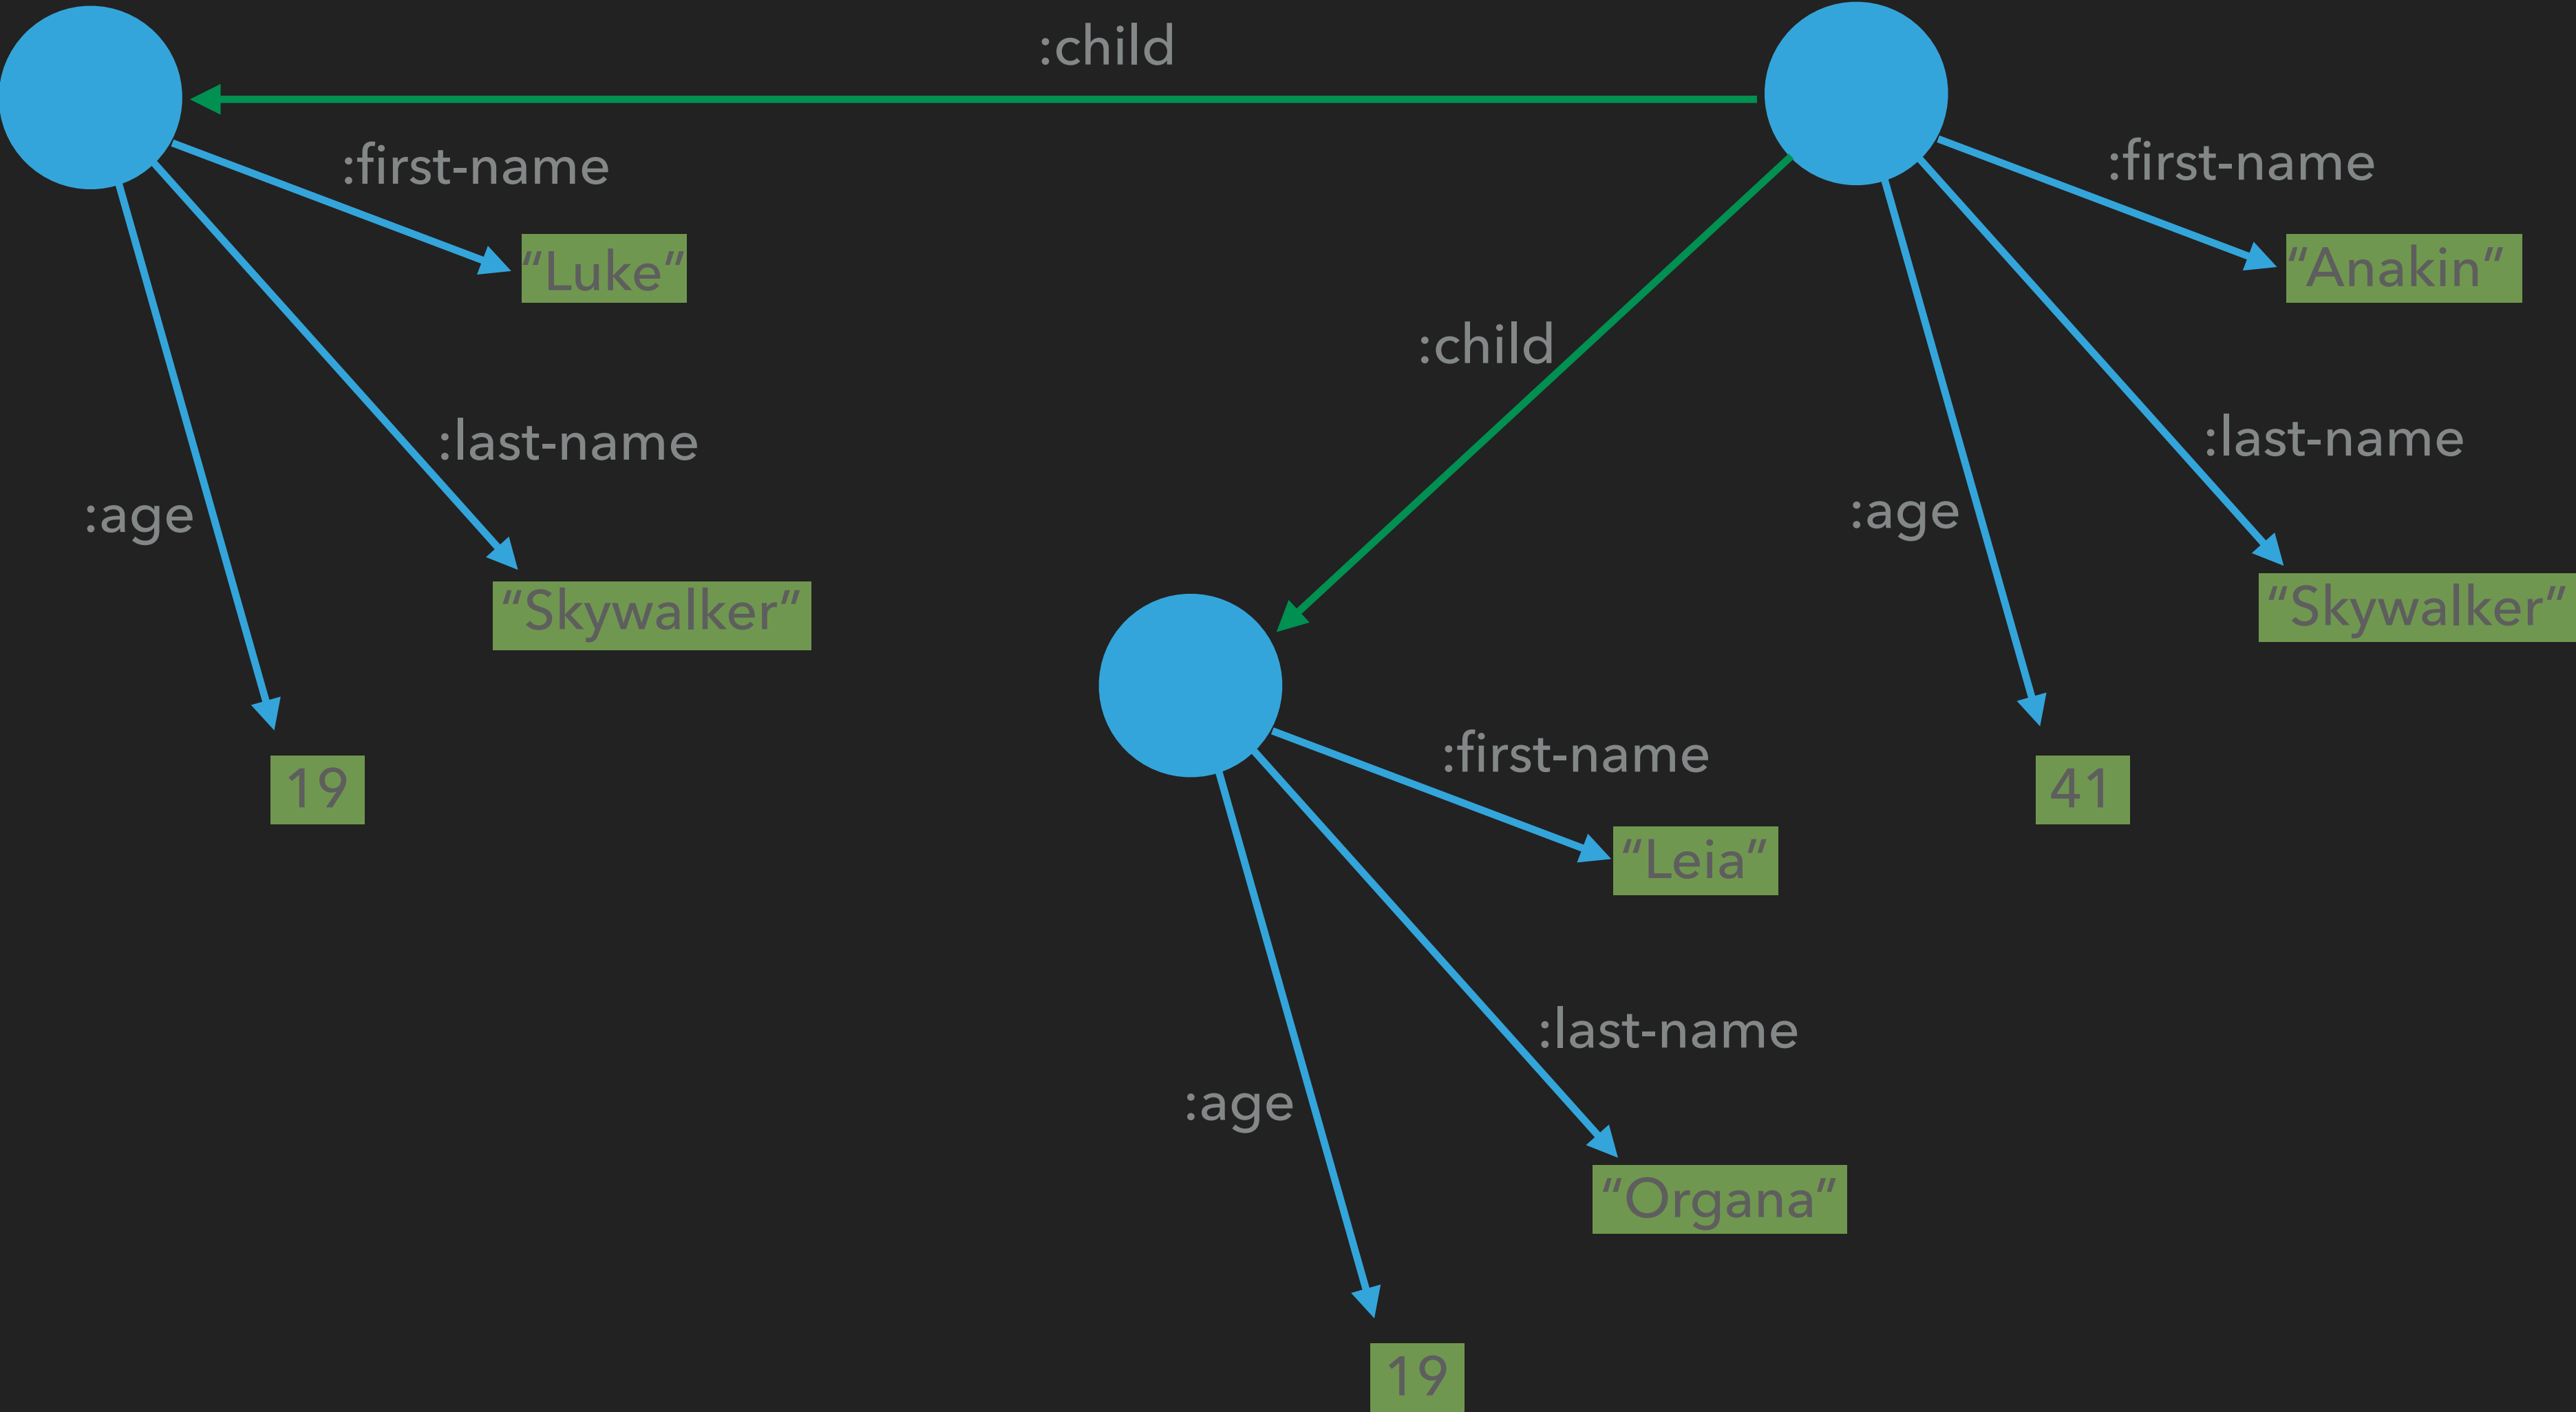 :child
:first-name
:first-name
“Luke“
“Anakin“
:child
:last-name
:last-name
:age
:age
“Skywalker”
“Skywalker”
:first-name
19
41
“Leia”
:last-name
:age
“Organa”
19